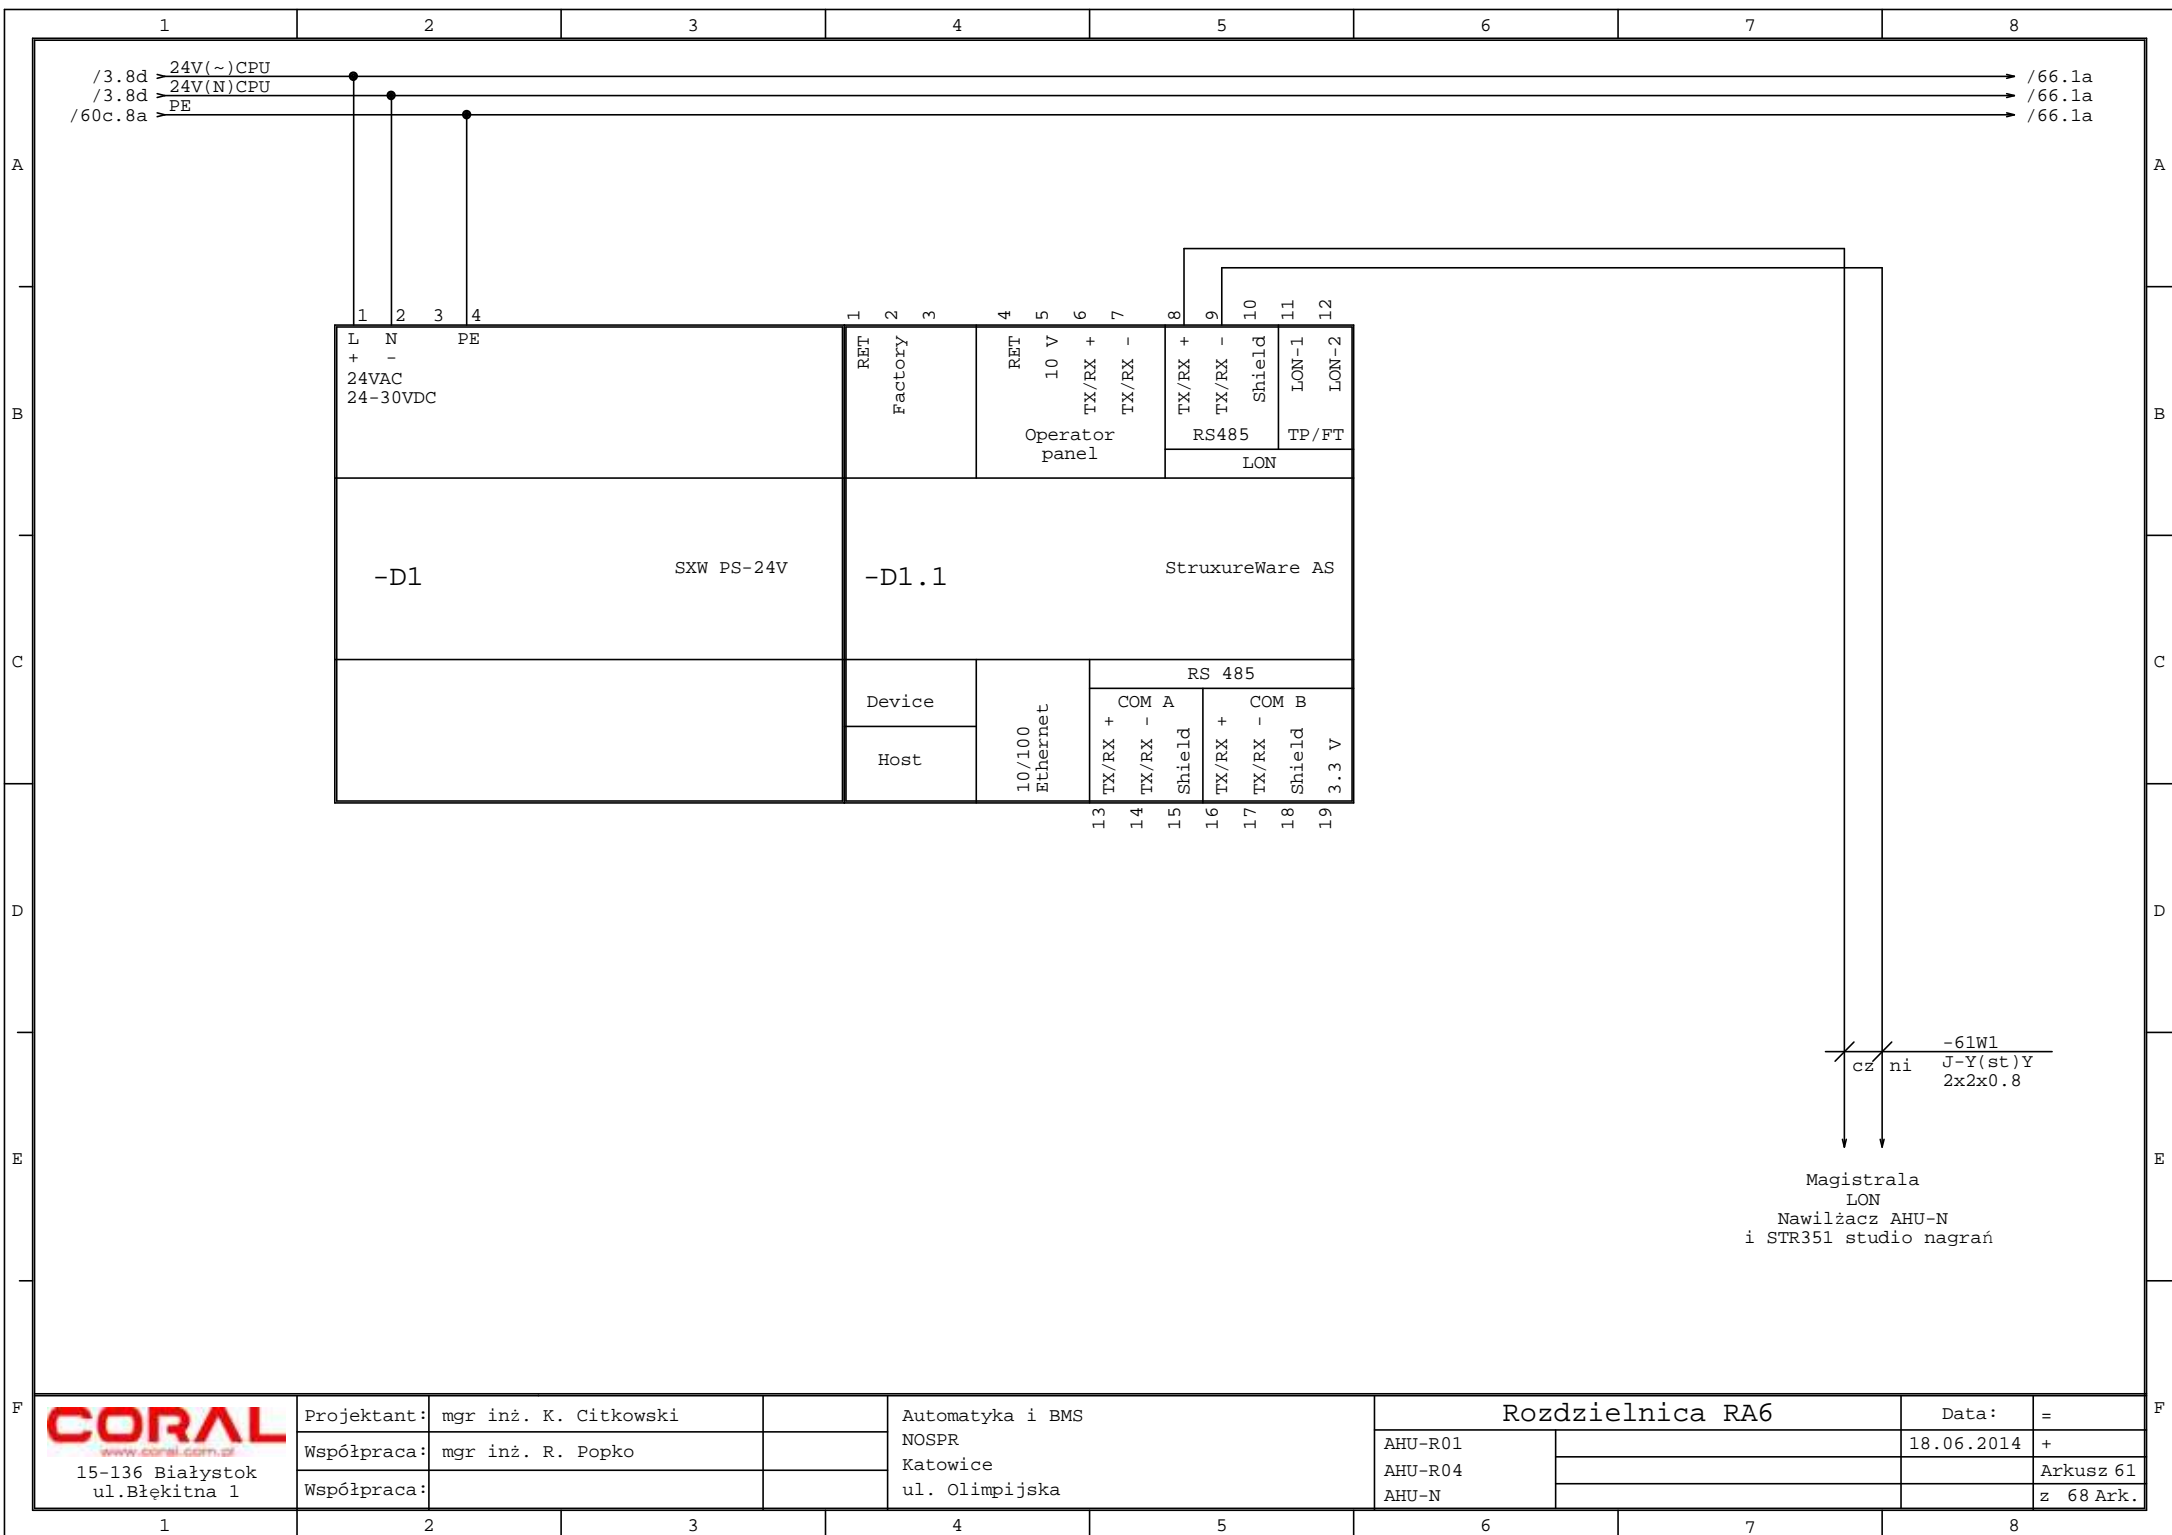 1 2 3 4 5 6 7 8
/3.8d 24V(~)CPU /66.1a
/3.8d 24V(N)CPU /66.1a
/60c.8a PE /66.1a
A A
1 2 3 4
L N PE
+ -
24VAC
24-30VDC
1 2 3 4 5 6 7 8 9 10 11 12
RET
Factory
RET
10 V
TX/RX +
TX/RX -
TX/RX +
TX/RX -
Shield
LON-1
LON-2
Operator
panel
RS485 TP/FT
LON
B B
-D1 SXW PS-24V
-D1.1 StruxureWare AS
C C
RS 485
Device
Host
10/100
Ethernet
COM A COM B
TX/RX +
TX/RX -
Shield
TX/RX +
TX/RX -
Shield
3.3 V
13 14 15 16 17 18 19
D D
-61W1
cz ni J-Y(st)Y
2x2x0.8
E E
Magistrala
LON
Nawilżacz AHU-N
i STR351 studio nagrań
F F
CORAL
www.coral.com.pl
15-136 Białystok
ul.Błękitna 1
Projektant: mgr inż. K. Citkowski
Współpraca: mgr inż. R. Popko
Współpraca:
Automatyka i BMS
NOSPR
Katowice
ul. Olimpijska
Rozdzielnica RA6
AHU-R01
AHU-R04
AHU-N
Data: =
18.06.2014 +
Arkusz 61
z 68 Ark.
1 2 3 4 5 6 7 8